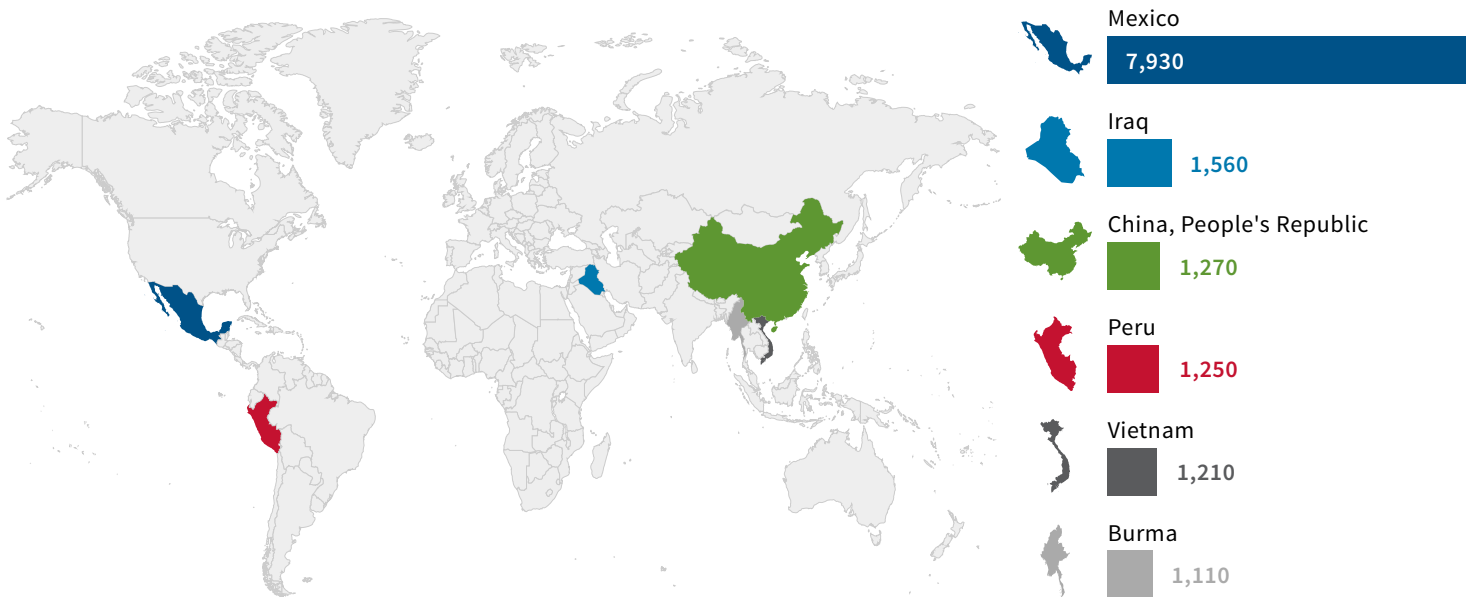 Mexico
7,930
Iraq
1,560
China, People's Republic
1,270
Peru
1,250
Vietnam
1,210
Burma
1,110